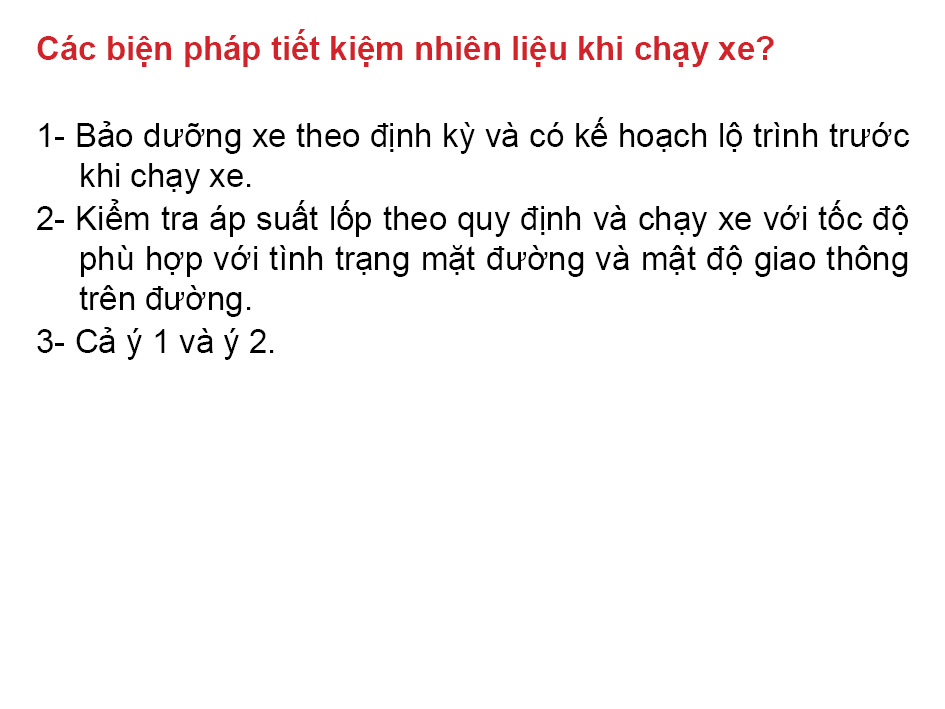 Các biện pháp tiết kiệm nhiên liệu khi chạy xe?
1- Bảo dưỡng xe theo định kỳ và có kế hoạch lộ trình trước
khi chạy xe.
2- Kiểm tra áp suất lốp theo quy định và chạy xe với tốc độ
phù hợp với tình trạng mặt đường và mật độ giao thông
trên đường.
3- Cả ý 1 và ý 2.